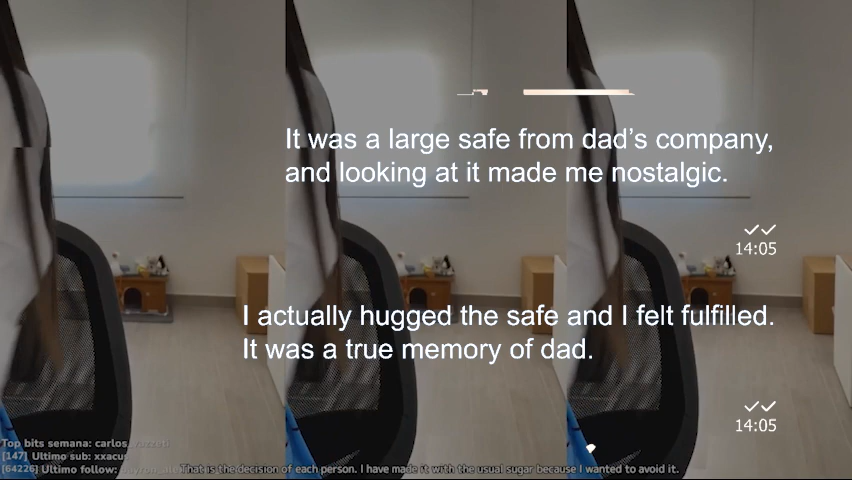 It was a large safe from dad's company,
and looking at it made me nostalgic.
14:05
I actually hugged the safe and I felt fulfilled.
It was a true memory of dad.
14:05
Top bits semana:
[147] Ultimo sub: xxacus
[64226] Ultimo follow:
That is the decision of each person. I have made it with the usual sugar because I wanted to avoid it.